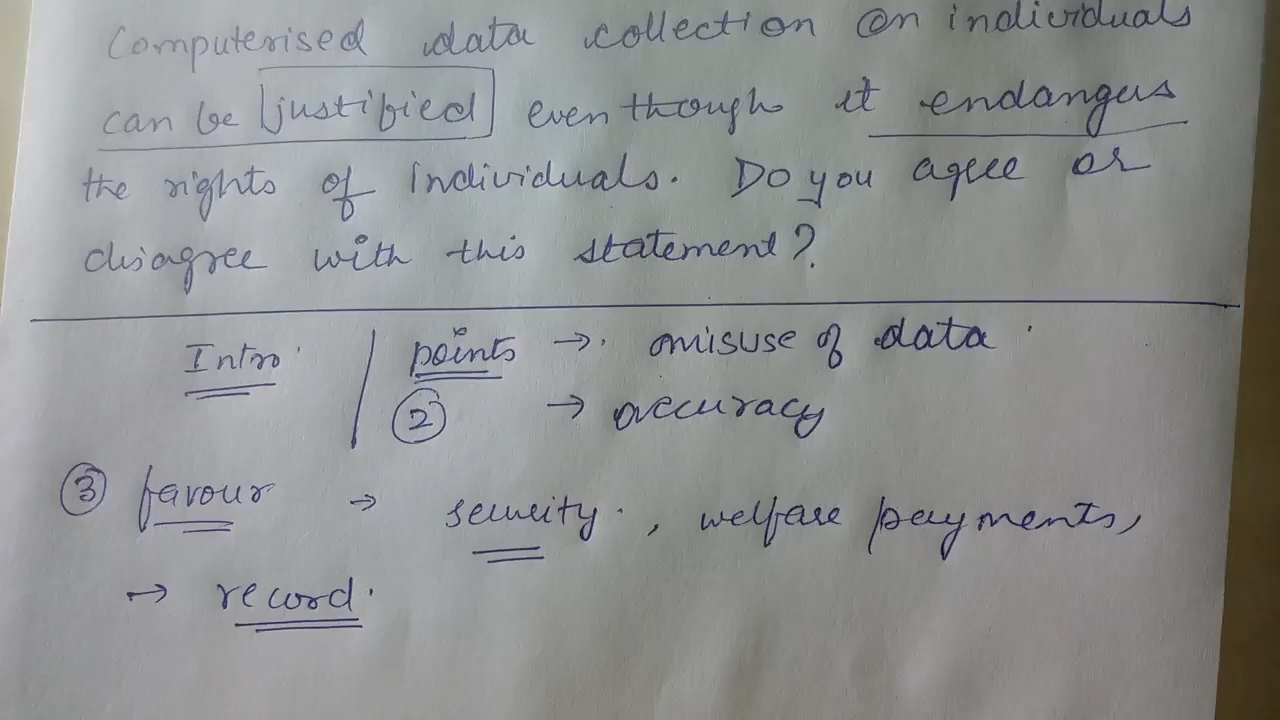 Computerised data collection on individuals
can be justified even though it endangers
the rights of individuals. Do you agree or
disagree with this statement?
Intro. / points → misuse of data.
② → accuracy
③ favour → security, welfare payments,
→ record.